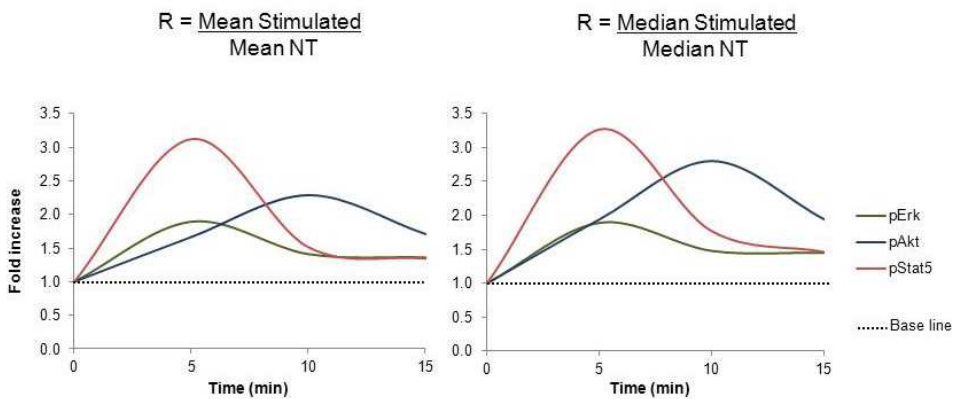 R = Mean Stimulated
Mean NT
R = Median Stimulated
Median NT
Fold increase
3.5
3.0
2.5
2.0
1.5
1.0
0.5
0.0
0
5
10
15
Time (min)
3.5
3.0
2.5
2.0
1.5
1.0
0.5
0.0
0
5
10
15
Time (min)
pErk
pAkt
pStat5
Base line